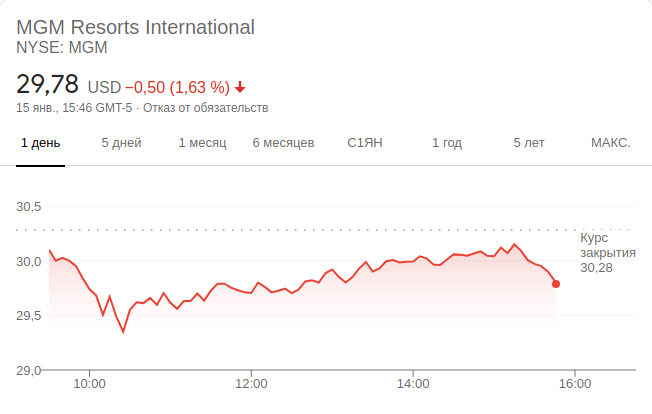 MGM Resorts International
NYSE: MGM
29,78 USD −0,50 (1,63 %)
15 янв., 15:46 GMT-5 · Отказ от обязательств
1 день 5 дней 1 месяц 6 месяцев С1ЯН 1 год 5 лет МАКС.
30,5
Курс
закрытия
30,28
30,0
29,5
29,0
10:00 12:00 14:00 16:00